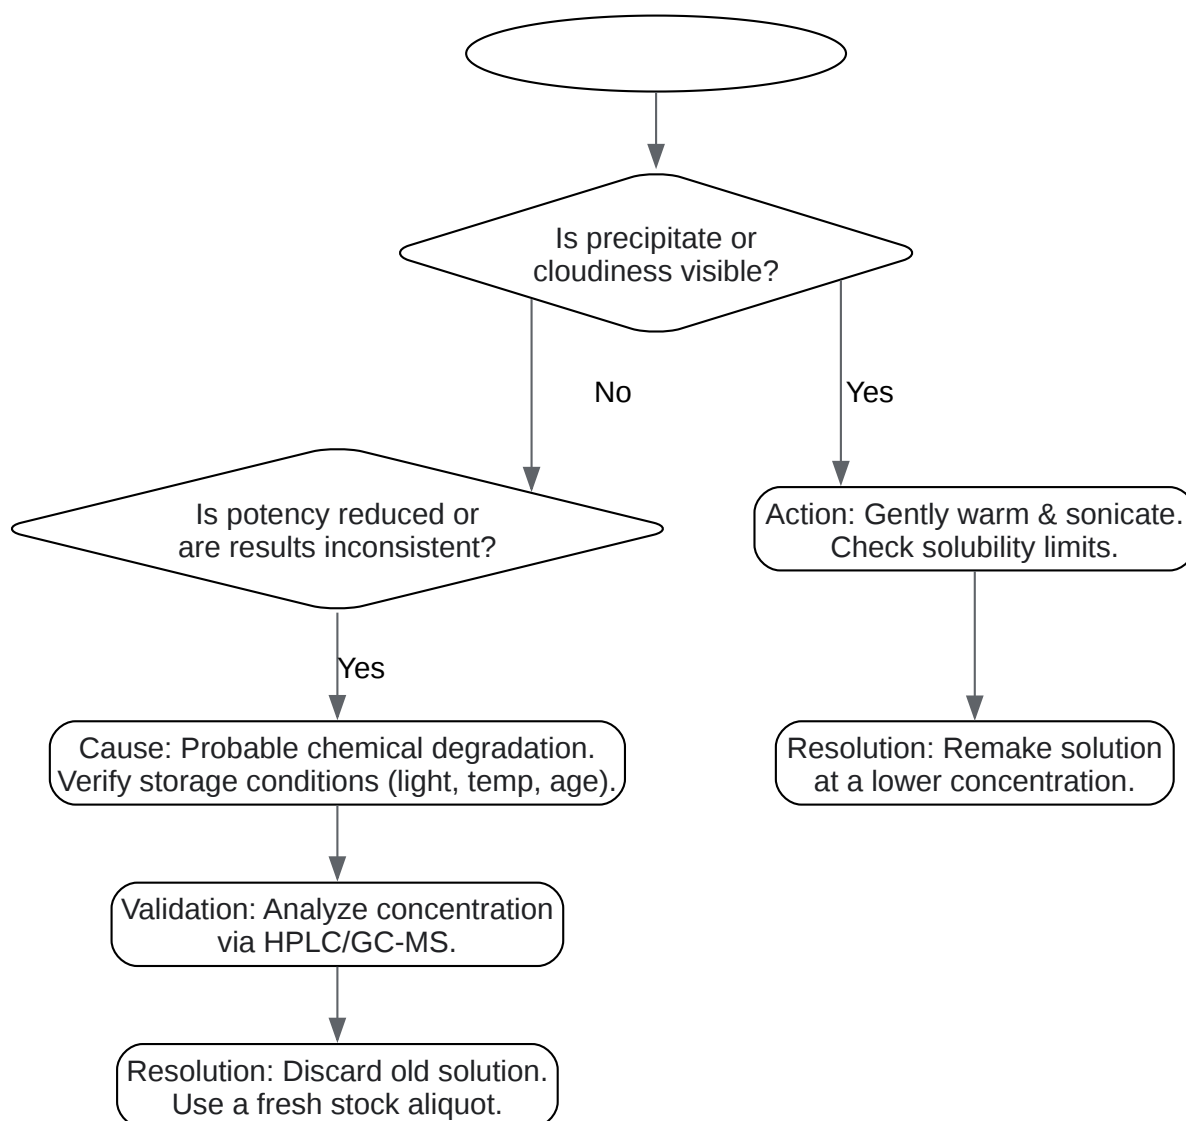 Is precipitate or
cloudiness visible?
No
Yes
Is potency reduced or
are results inconsistent?
Action: Gently warm & sonicate.
Check solubility limits.
Yes
Cause: Probable chemical degradation.
Verify storage conditions (light, temp, age).
Resolution: Remake solution
at a lower concentration.
Validation: Analyze concentration
via HPLC/GC-MS.
Resolution: Discard old solution.
Use a fresh stock aliquot.